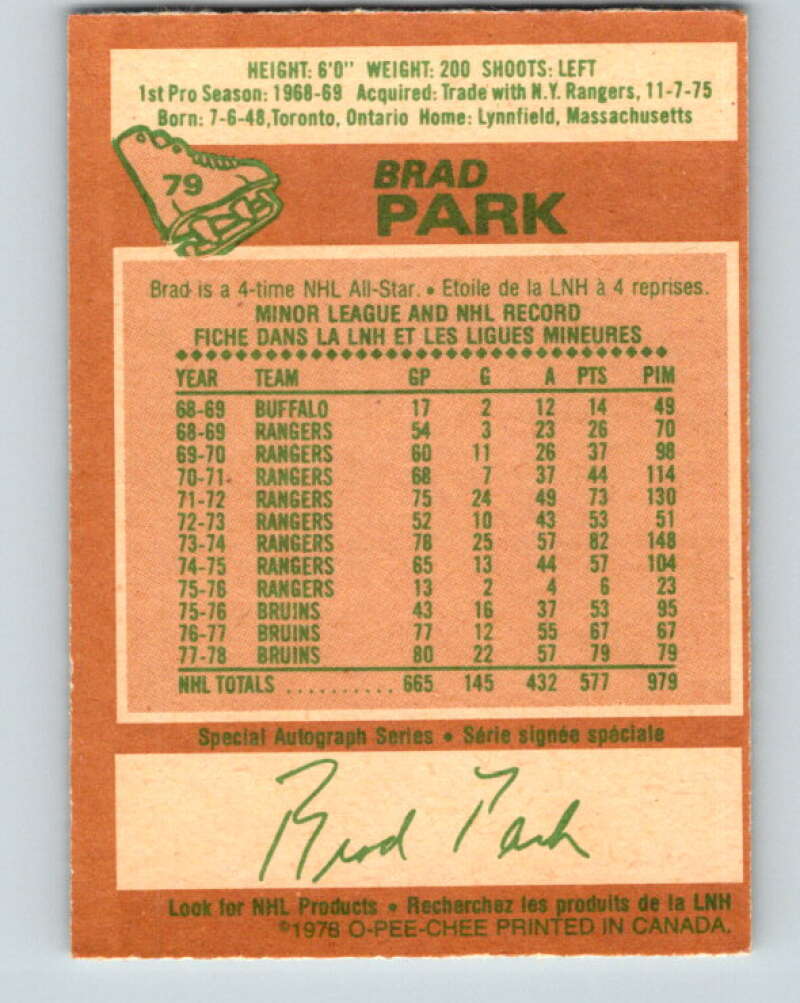 HEIGHT: 6'0" WEIGHT: 200 SHOOTS: LEFT
1st Pro Season: 1968-69 Acquired: Trade with N.Y. Rangers, 11-7-75
Born: 7-6-48, Toronto, Ontario Home: Lynnfield, Massachusetts
79
BRAD
PARK
Brad is a 4-time NHL All-Star. • Etoile de la LNH à 4 reprises.
MINOR LEAGUE AND NHL RECORD
FICHE DANS LA LNH ET LES LIGUES MINEURES
YEAR TEAM GP G A PTS PIM
68-69 BUFFALO 17 2 12 14 49
68-69 RANGERS 54 3 23 26 70
69-70 RANGERS 60 11 26 37 98
70-71 RANGERS 68 7 37 44 114
71-72 RANGERS 75 24 49 73 130
72-73 RANGERS 52 10 43 53 51
73-74 RANGERS 78 25 57 82 148
74-75 RANGERS 65 13 44 57 104
75-76 RANGERS 13 2 4 6 23
75-76 BRUINS 43 16 37 53 95
76-77 BRUINS 77 12 55 67 67
77-78 BRUINS 80 22 57 79 79
NHL TOTALS .......... 665 145 432 577 979
Special Autograph Series • Série signée spéciale
Brad Park
Look for NHL Products • Recherchez les produits de la LNH
©1978 O-PEE-CHEE PRINTED IN CANADA.